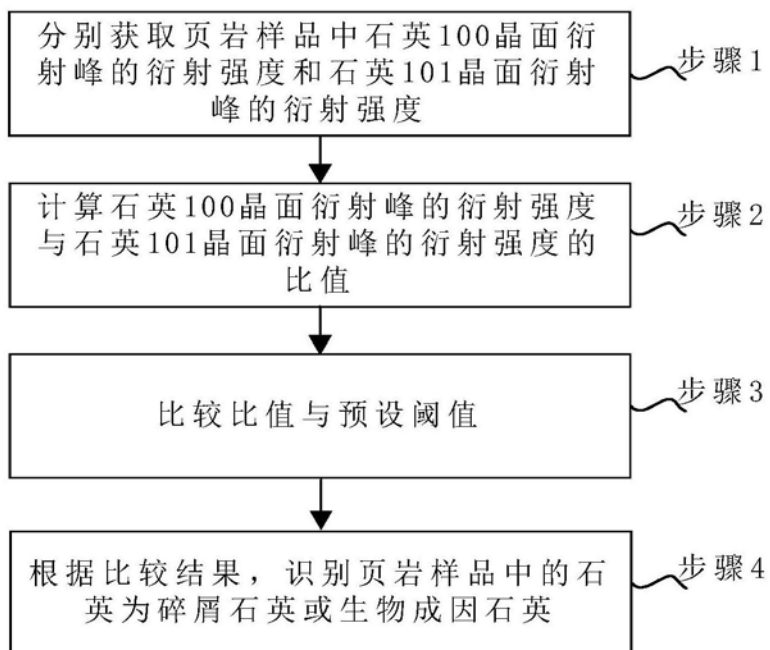 分别获取页岩样品中石英100晶面衍
射峰的衍射强度和石英101晶面衍射
峰的衍射强度
步骤1
计算石英100晶面衍射峰的衍射强度
与石英101晶面衍射峰的衍射强度的
比值
步骤2
比较比值与预设阈值
步骤3
根据比较结果，识别页岩样品中的石
英为碎屑石英或生物成因石英
步骤4